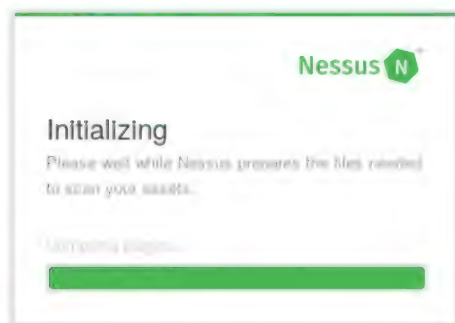 Nessus N
Initializing
Please wait while Nessus prepares the files needed
to scan your assets.